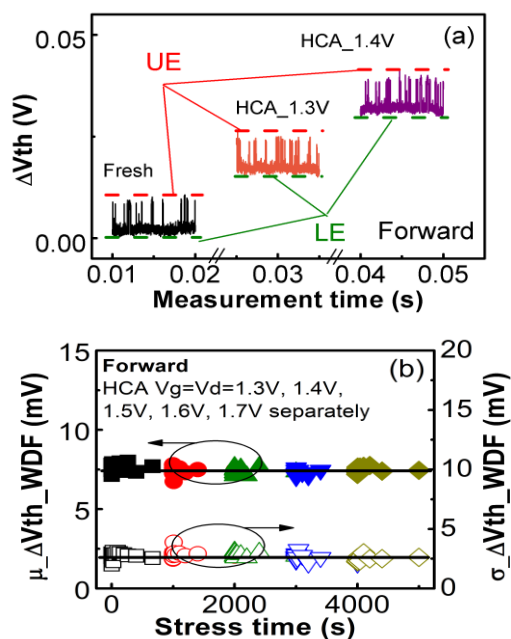 (a)
HCA_1.4V
UE
HCA_1.3V
Fresh
LE
Forward
ΔVth (V)
0.05
0.00
0.01 0.02 0.03 0.04 0.05
Measurement time (s)
(b)
Forward
HCA Vg=Vd=1.3V, 1.4V,
1.5V, 1.6V, 1.7V separately
μ_ΔVth_WDF (mV)
15
7.5
0
σ_ΔVth_WDF (mV)
20
15
10
5
0
0 2000 4000
Stress time (s)